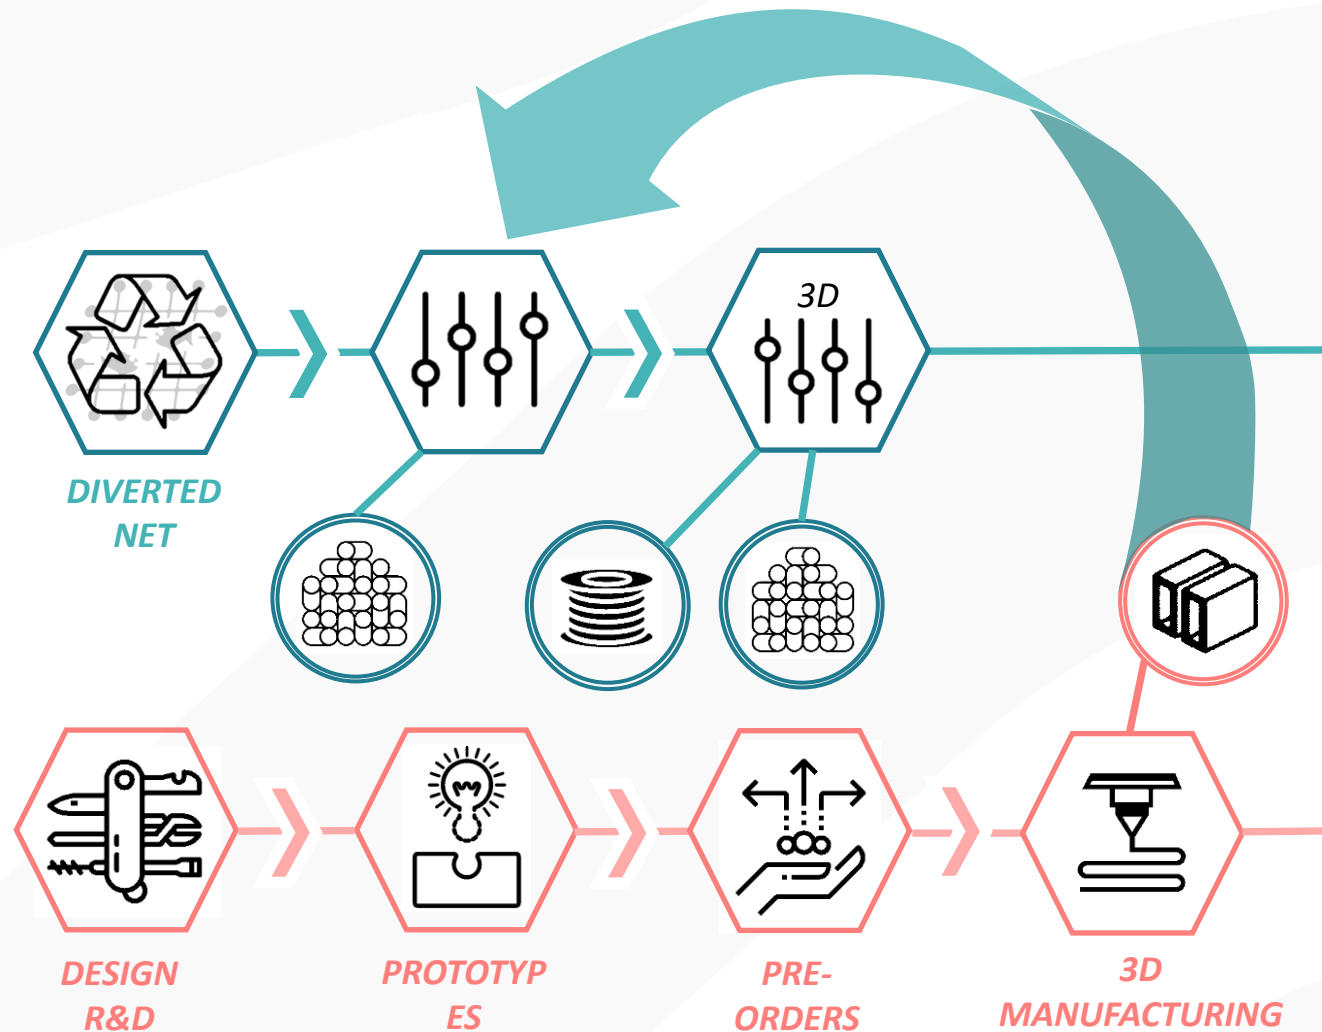 3D
DIVERTED
NET
DESIGN
R&D
PROTOTYP
ES
PRE-
ORDERS
3D
MANUFACTURING